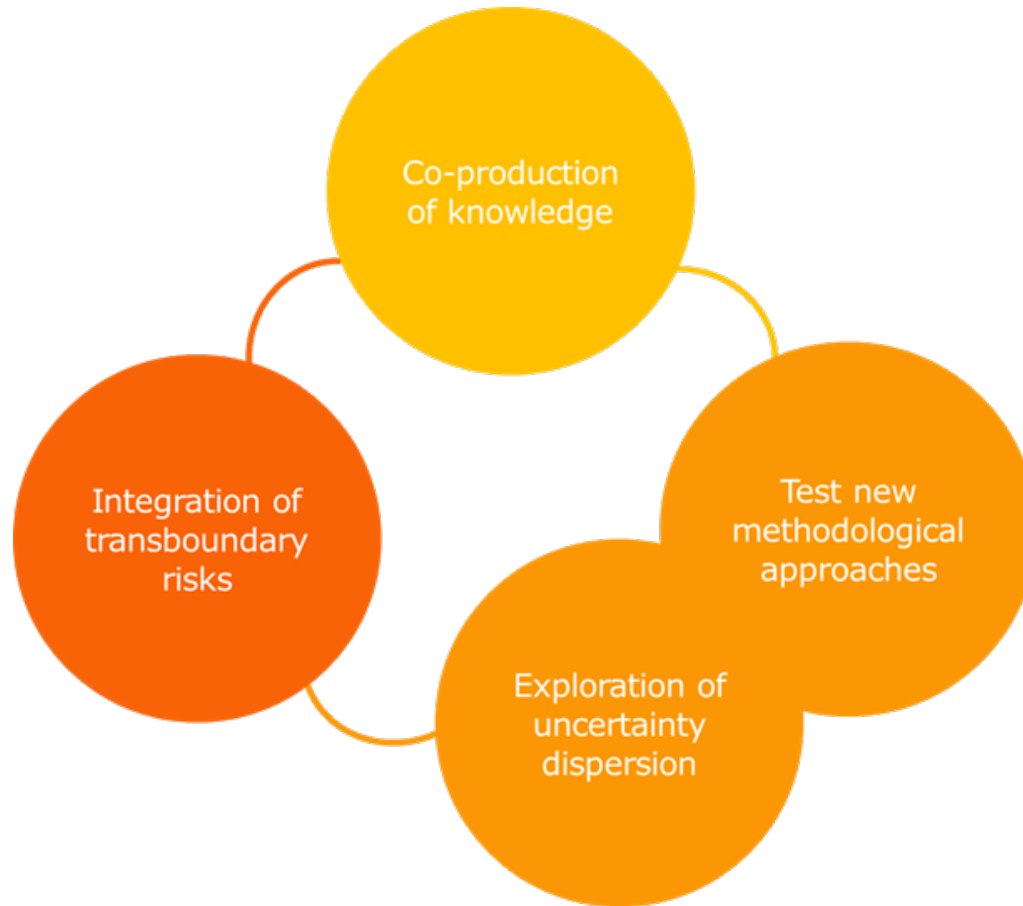 Co-production
of knowledge
Integration of
transboundary
risks
Test new
methodological
approaches
Exploration of
uncertainty
dispersion